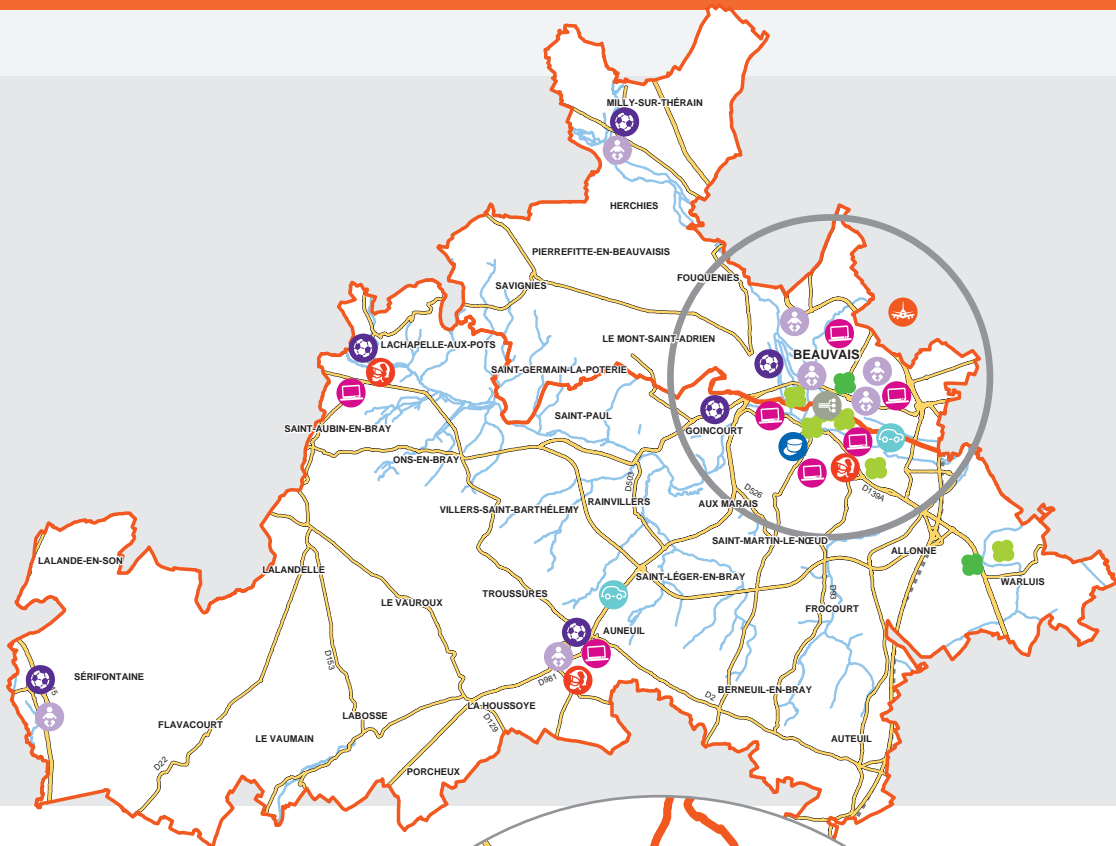 MILLY-SUR-THÉRAIN
HERCHIES
PIERREFITTE-EN-BEAUVAISIS
FOUQUENIES
SAVIGNIES
LE MONT-SAINT-ADRIEN
LACHAPELLE-AUX-POTS
BEAUVAIS
SAINT-GERMAIN-LA-POTERIE
SAINT-PAUL
SAINT-AUBIN-EN-BRAY
GOINCOURT
ONS-EN-BRAY
D503
D526
D139A
RAINVILLERS
AUX MARAIS
VILLERS-SAINT-BARTHÉLEMY
SAINT-MARTIN-LE-NŒUD
ALLONNE
LALANDE-EN-SON
LALANDELLE
SAINT-LÉGER-EN-BRAY
WARLUIS
TROUSSURES
D93
LE VAUROUX
FROCOURT
AUNEUIL
D153
SÉRIFONTAINE
D981
BERNEUIL-EN-BRAY
D2
LA HOUSSOYE
LABOSSE
D129
FLAVACOURT
LE VAUMAIN
AUTEUIL
D22
PORCHEUX